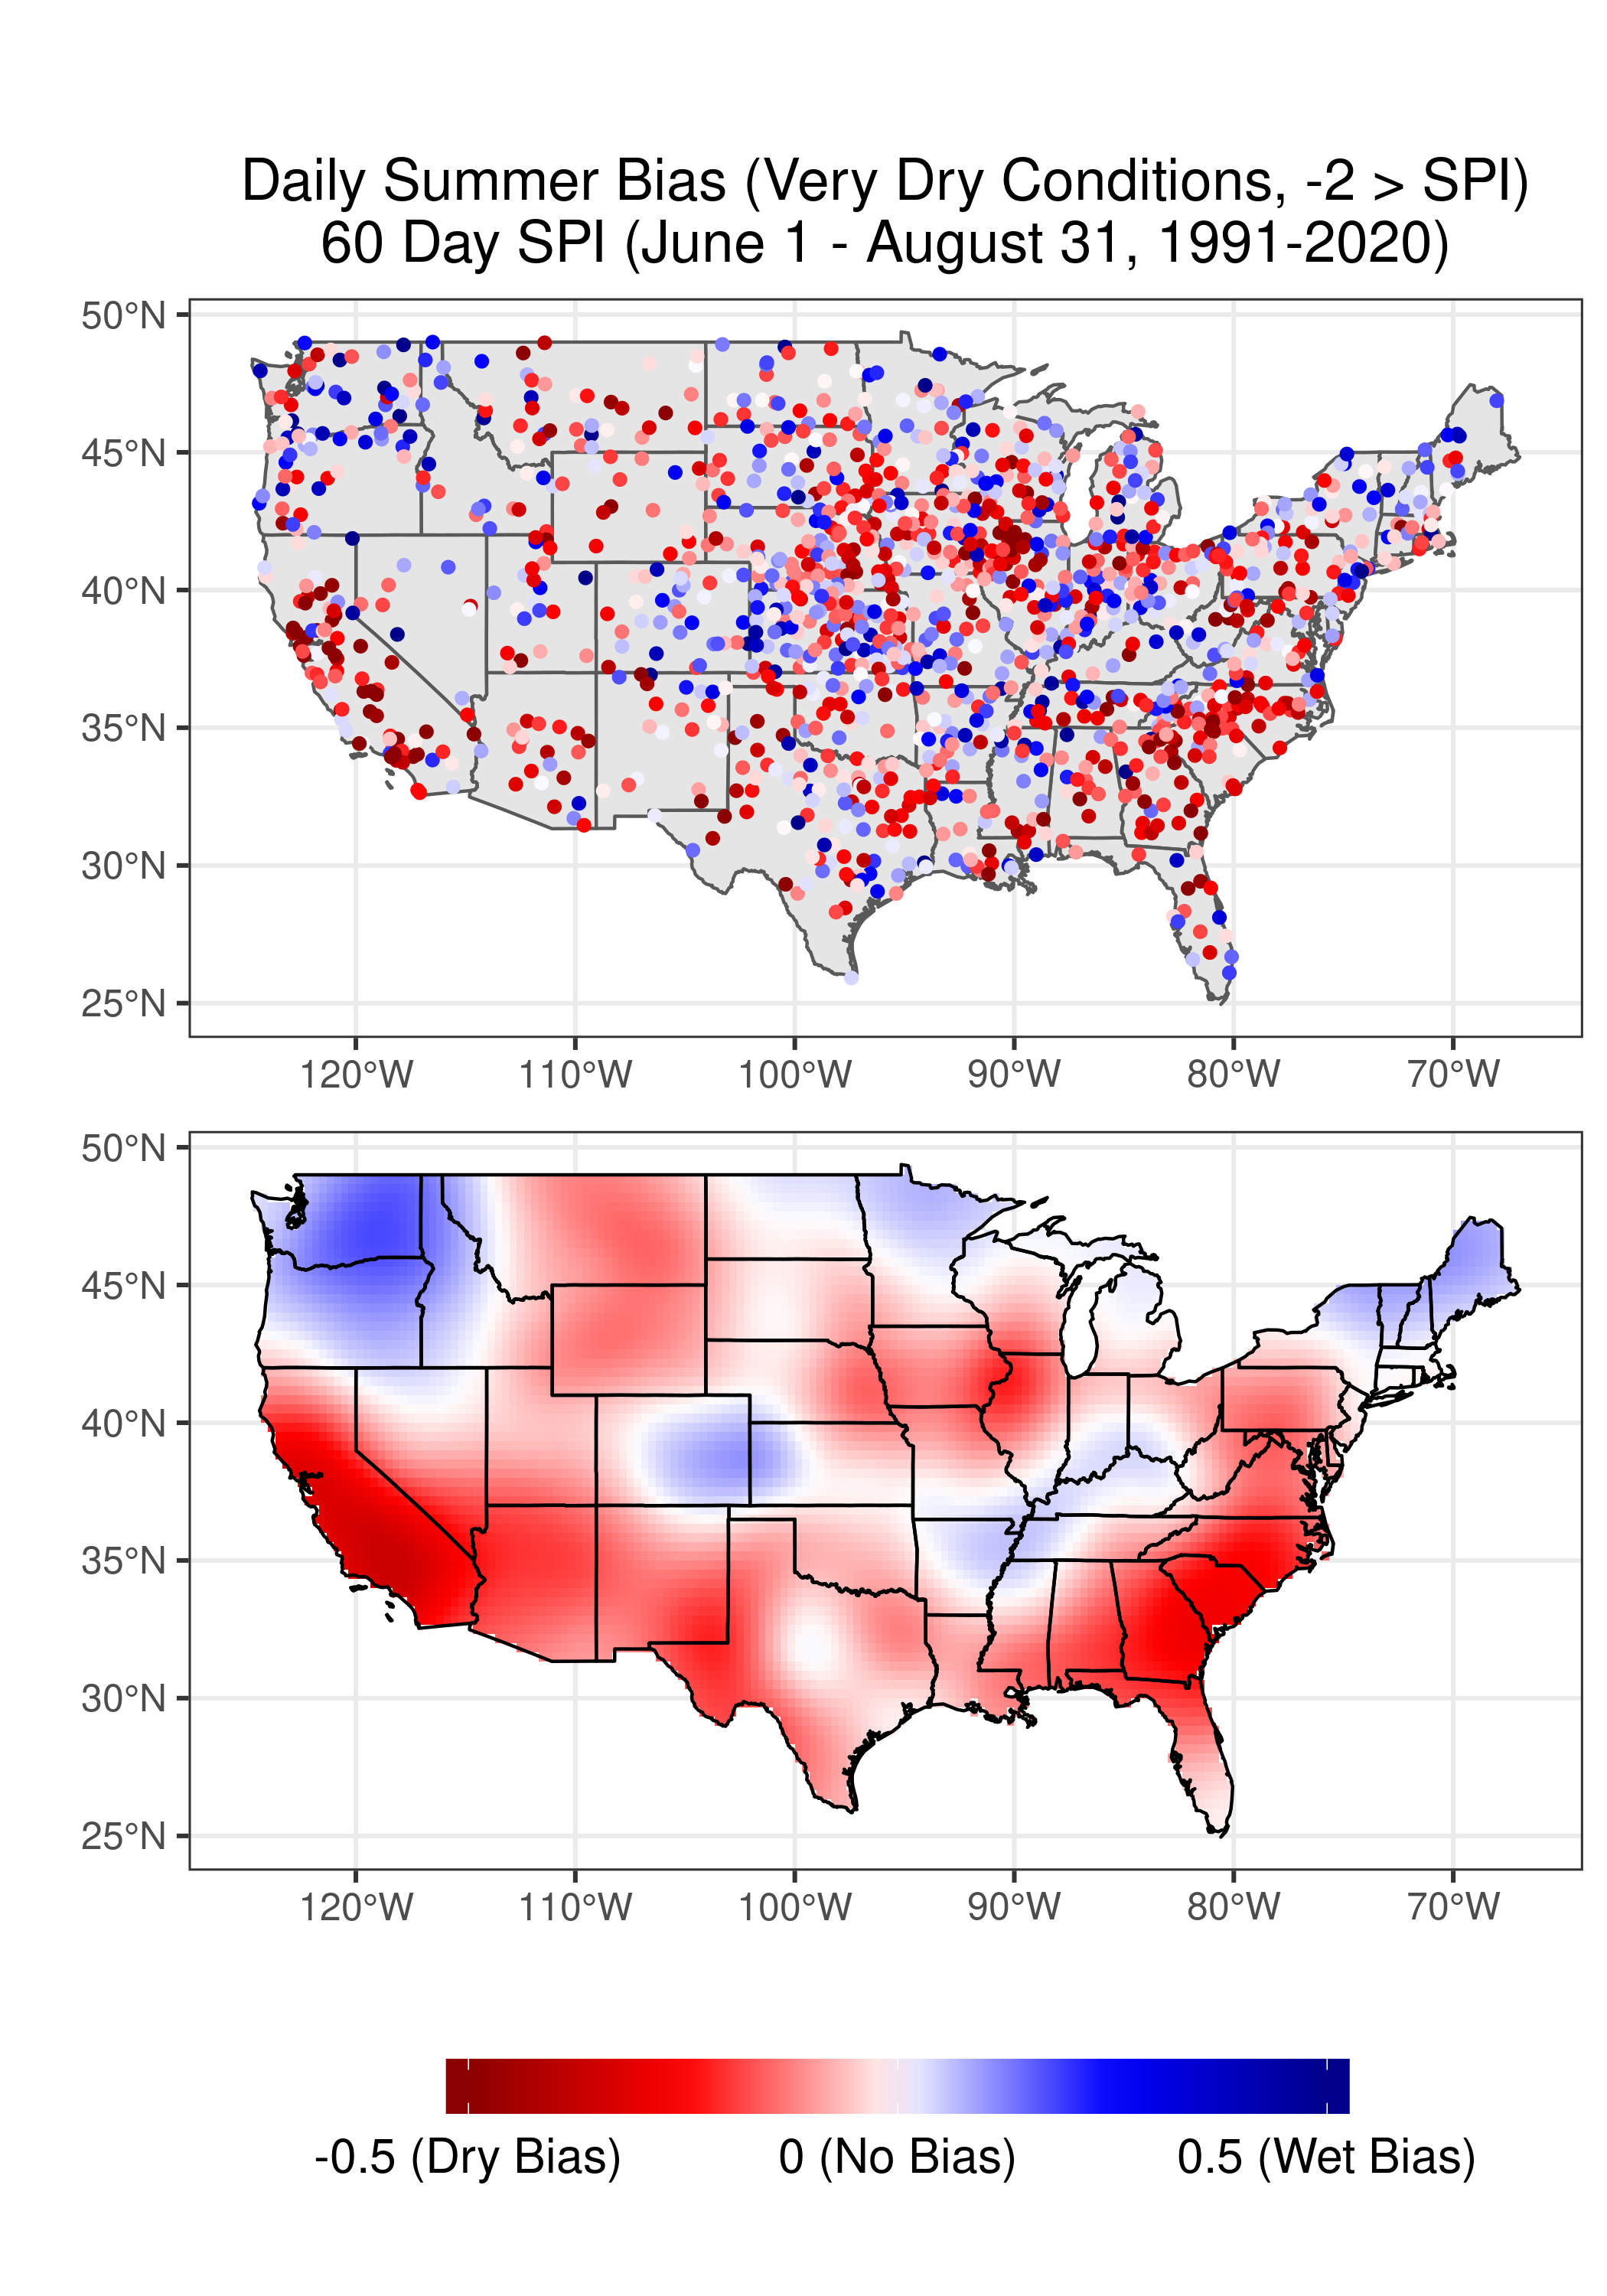 Daily Summer Bias (Very Dry Conditions, -2 > SPI)
60 Day SPI (June 1 - August 31, 1991-2020)
50°N
45°N
40°N
35°N
30°N
25°N
120°W 110°W 100°W 90°W 80°W 70°W
50°N
45°N
40°N
35°N
30°N
25°N
120°W 110°W 100°W 90°W 80°W 70°W
-0.5 (Dry Bias) 0 (No Bias) 0.5 (Wet Bias)